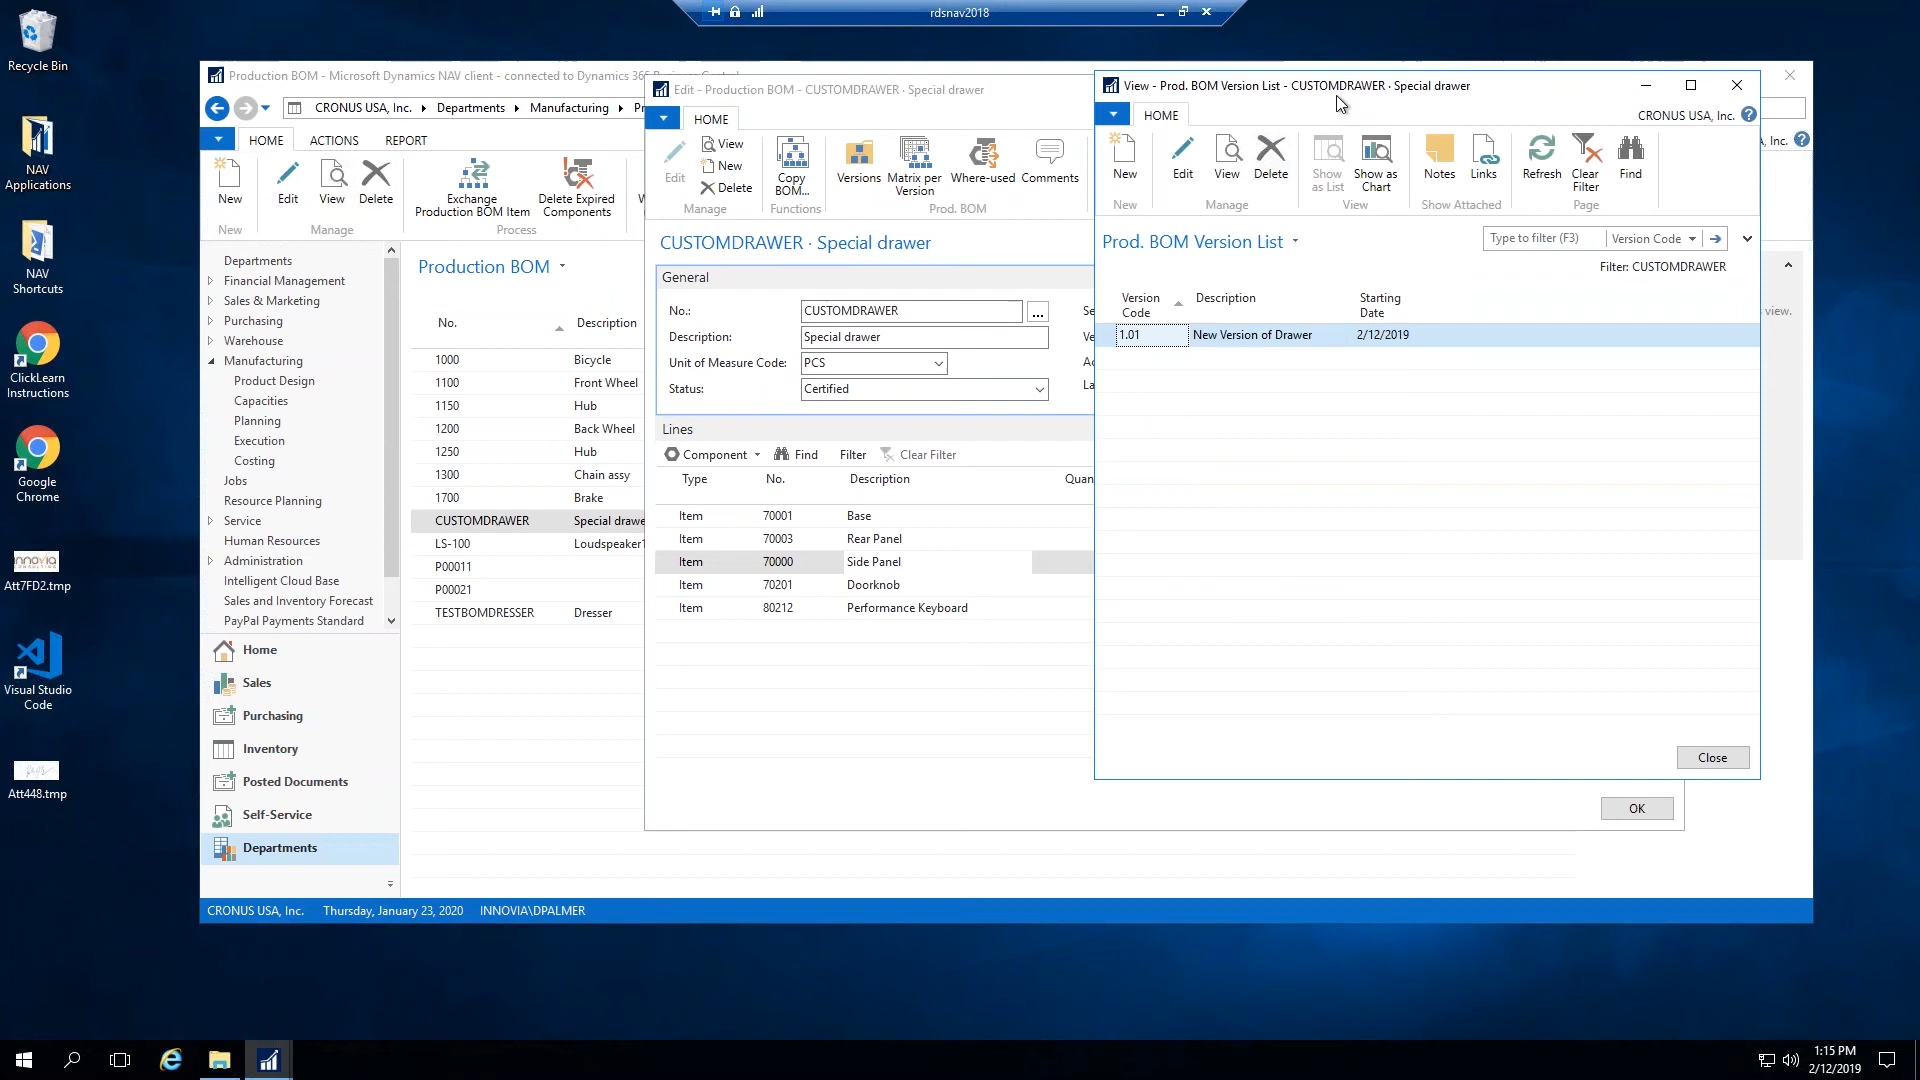 rdsnav2018
Recycle Bin
NAV
Applications
NAV
Shortcuts
ClickLearn
Instructions
Google
Chrome
innovia
Att7FD2.tmp
Visual Studio
Code
Att448.tmp
Production BOM - Microsoft Dynamics NAV client - connected to Dynamics 365
CRONUS USA, Inc. Departments Manufacturing
HOME ACTIONS REPORT
New
Edit
View
Delete
Exchange
Production BOM Item
Delete Expired
Components
New
Manage
Process
Departments
Financial Management
Sales & Marketing
Purchasing
Warehouse
Manufacturing
Product Design
Capacities
Planning
Execution
Costing
Jobs
Resource Planning
Service
Human Resources
Administration
Intelligent Cloud Base
Sales and Inventory Forecast
PayPal Payments Standard
Home
Sales
Purchasing
Inventory
Posted Documents
Self-Service
Departments
Production BOM
No. Description
1000 Bicycle
1100 Front Wheel
1150 Hub
1200 Back Wheel
1250 Hub
1300 Chain assy
1700 Brake
CUSTOMDRAWER Special drawe
LS-100 Loudspeaker
P00011
P00021
TESTBOMDRESSER Dresser
, Inc.
view.
CRONUS USA, Inc. Thursday, January 23, 2020 INNOVIA\DPALMER
Edit - Production BOM - CUSTOMDRAWER · Special drawer
HOME
Edit
View
New
Delete
Copy
BOM...
Versions
Matrix per
Version
Where-used
Comments
Manage
Functions
Prod. BOM
CUSTOMDRAWER · Special drawer
General
No.: CUSTOMDRAWER ...
Description: Special drawer
Unit of Measure Code: PCS
Status: Certified
Se
Ve
Ac
La
Lines
Component Find Filter Clear Filter
Type No. Description Quan
Item 70001 Base
Item 70003 Rear Panel
Item 70000 Side Panel
Item 70201 Doorknob
Item 80212 Performance Keyboard
OK
View - Prod. BOM Version List - CUSTOMDRAWER · Special drawer
HOME
CRONUS USA, Inc.
New
Edit
View
Delete
Show
as List
Show as
Chart
Notes
Links
Refresh
Clear
Filter
Find
New
Manage
View
Show Attached
Page
Prod. BOM Version List
Type to filter (F3) Version Code
Filter: CUSTOMDRAWER
Version
Code
Description
Starting
Date
1.01 New Version of Drawer 2/12/2019
Close
1:15 PM
2/12/2019